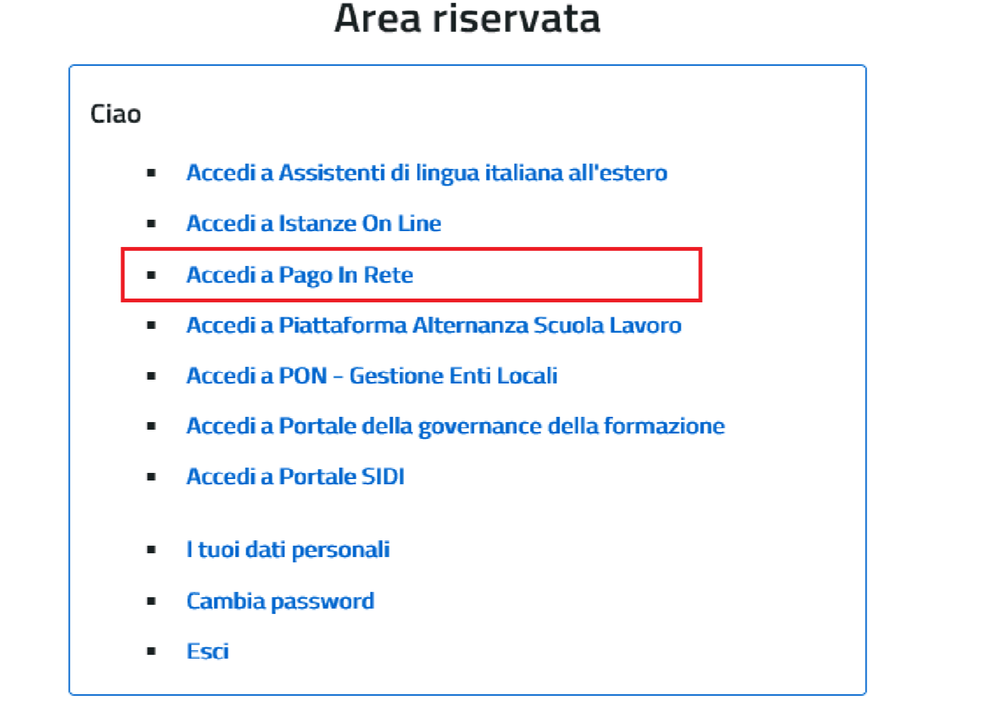 Area riservata
Ciao
Accedi a Assistenti di lingua italiana all'estero
Accedi a Istanze On Line
Accedi a Pago In Rete
Accedi a Piattaforma Alternanza Scuola Lavoro
Accedi a PON - Gestione Enti Locali
Accedi a Portale della governance della formazione
Accedi a Portale SIDI
I tuoi dati personali
Cambia password
Esci